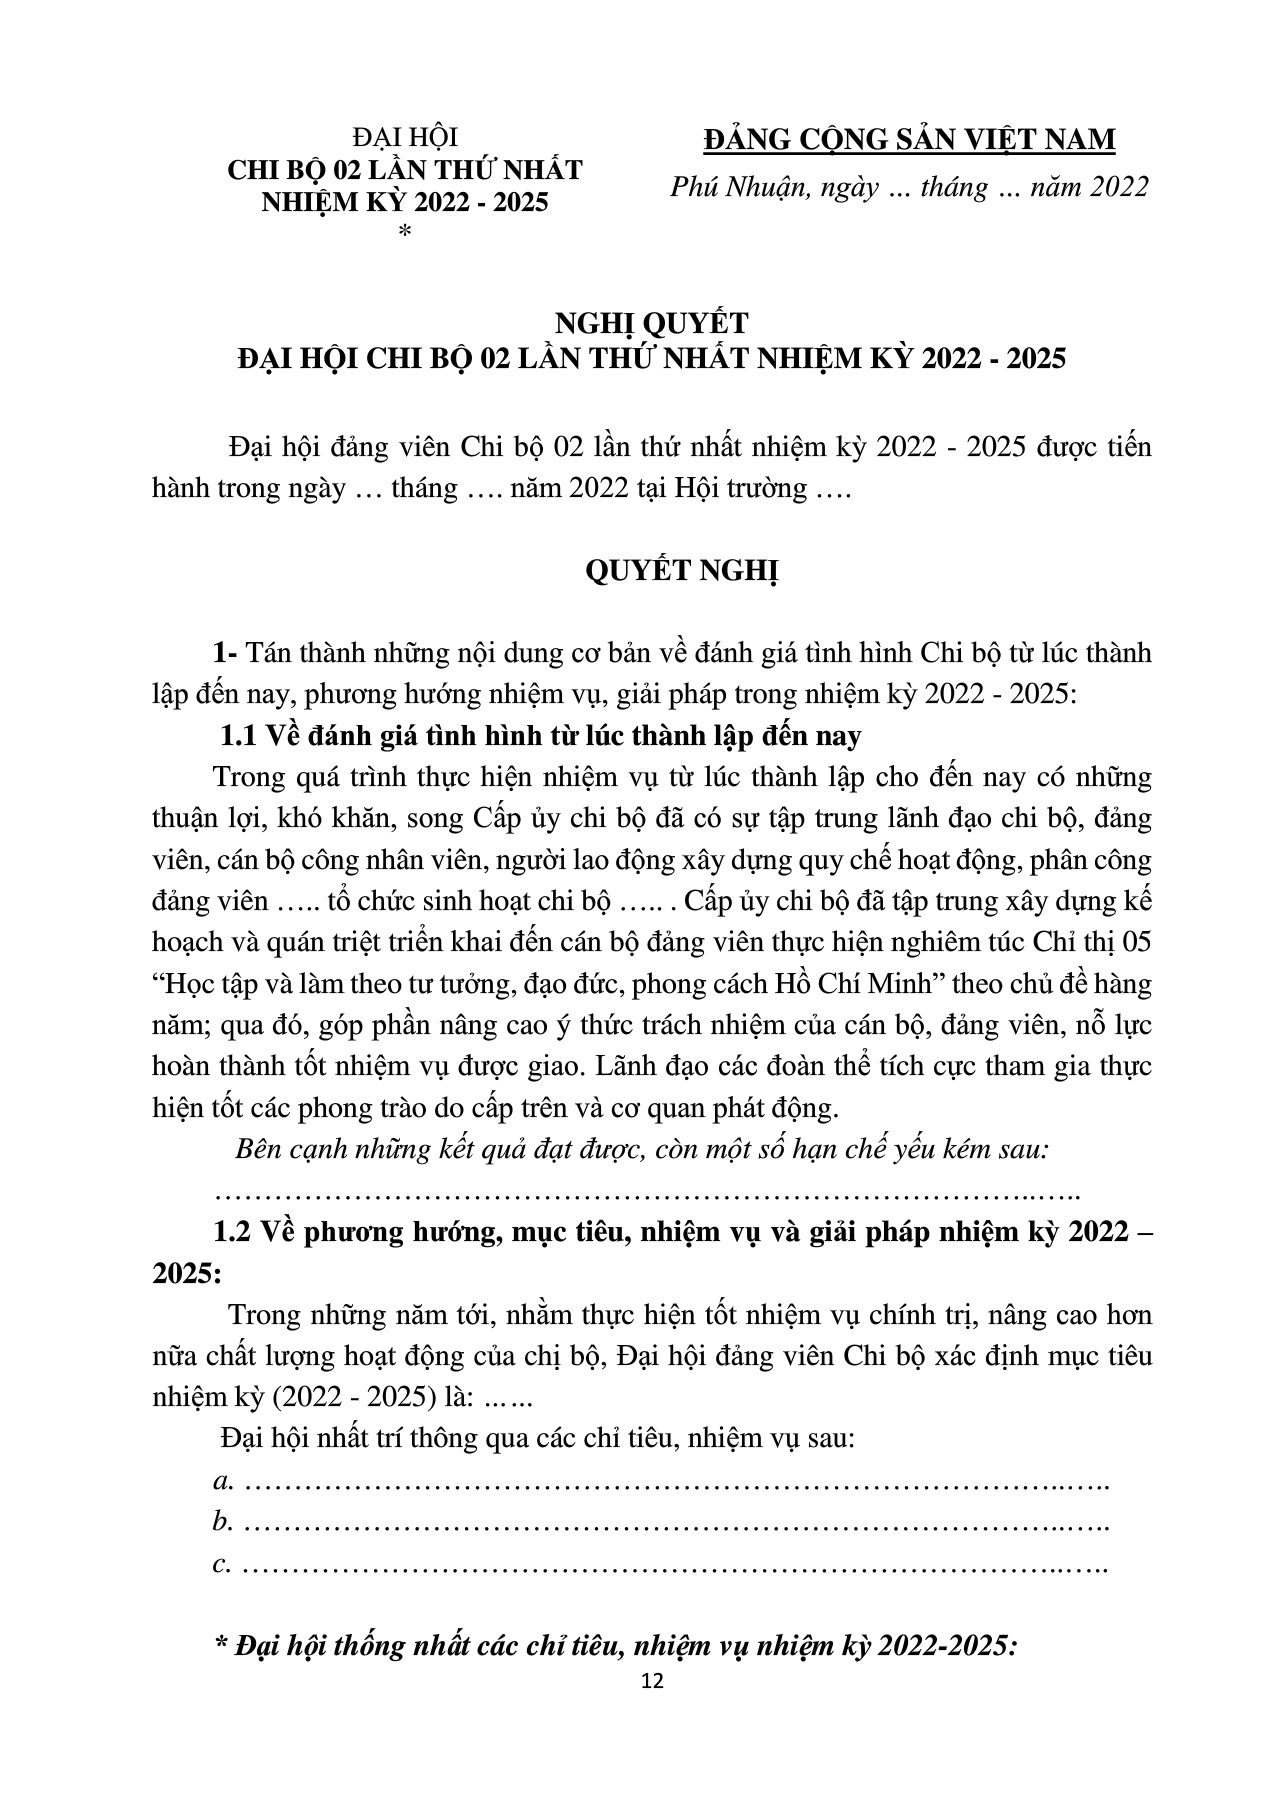 ĐẠI HỘI
CHI BỘ 02 LẦN THỨ NHẤT
NHIỆM KỲ 2022 - 2025
*
ĐẢNG CỘNG SẢN VIỆT NAM
Phú Nhuận, ngày ... tháng ... năm 2022
NGHỊ QUYẾT
ĐẠI HỘI CHI BỘ 02 LẦN THỨ NHẤT NHIỆM KỲ 2022 - 2025
Đại hội đảng viên Chi bộ 02 lần thứ nhất nhiệm kỳ 2022 - 2025 được tiến
hành trong ngày … tháng …. năm 2022 tại Hội trường ….
QUYẾT NGHỊ
1- Tán thành những nội dung cơ bản về đánh giá tình hình Chi bộ từ lúc thành
lập đến nay, phương hướng nhiệm vụ, giải pháp trong nhiệm kỳ 2022 - 2025:
1.1 Về đánh giá tình hình từ lúc thành lập đến nay
Trong quá trình thực hiện nhiệm vụ từ lúc thành lập cho đến nay có những
thuận lợi, khó khăn, song Cấp ủy chi bộ đã có sự tập trung lãnh đạo chi bộ, đảng
viên, cán bộ công nhân viên, người lao động xây dựng quy chế hoạt động, phân công
đảng viên ….. tổ chức sinh hoạt chi bộ ….. . Cấp ủy chi bộ đã tập trung xây dựng kế
hoạch và quán triệt triển khai đến cán bộ đảng viên thực hiện nghiêm túc Chỉ thị 05
“Học tập và làm theo tư tưởng, đạo đức, phong cách Hồ Chí Minh” theo chủ đề hàng
năm; qua đó, góp phần nâng cao ý thức trách nhiệm của cán bộ, đảng viên, nỗ lực
hoàn thành tốt nhiệm vụ được giao. Lãnh đạo các đoàn thể tích cực tham gia thực
hiện tốt các phong trào do cấp trên và cơ quan phát động.
Bên cạnh những kết quả đạt được, còn một số hạn chế yếu kém sau:
………………………………………………………………………..…..
1.2 Về phương hướng, mục tiêu, nhiệm vụ và giải pháp nhiệm kỳ 2022 –
2025:
Trong những năm tới, nhằm thực hiện tốt nhiệm vụ chính trị, nâng cao hơn
nữa chất lượng hoạt động của chị bộ, Đại hội đảng viên Chi bộ xác định mục tiêu
nhiệm kỳ (2022 - 2025) là: ……
Đại hội nhất trí thông qua các chỉ tiêu, nhiệm vụ sau:
a. ………………………………………………………………………..…..
b. ………………………………………………………………………..…..
c. ………………………………………………………………………..…..
* Đại hội thống nhất các chỉ tiêu, nhiệm vụ nhiệm kỳ 2022-2025:
12